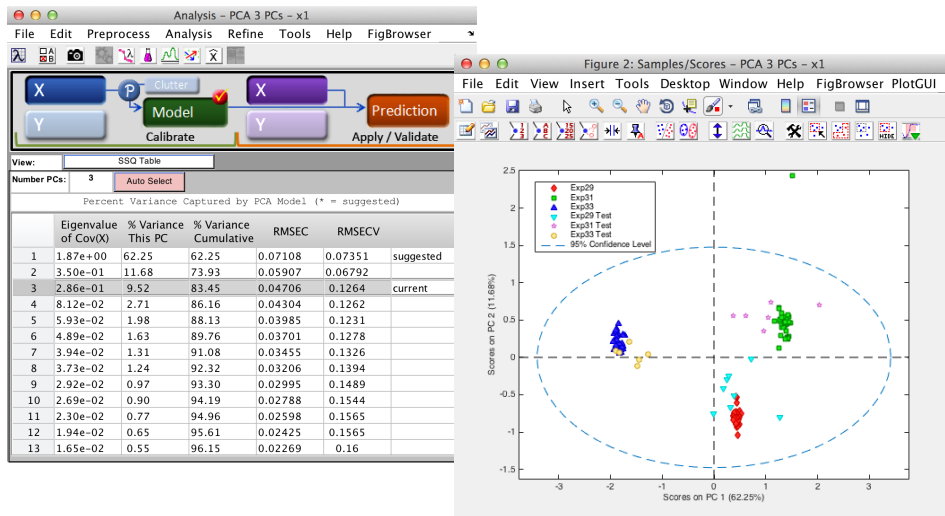 Analysis – PCA 3 PCs – x1
File Edit Preprocess Analysis Refine Tools Help FigBrowser
X
P
Clutter
Model
Y
Calibrate
X
Y
Prediction
Apply / Validate
View: SSQ Table
Number PCs: 3 Auto Select
Percent Variance Captured by PCA Model (* = suggested)
Eigenvalue of Cov(X) % Variance This PC % Variance Cumulative RMSEC RMSECV
1 1.87e+00 62.25 62.25 0.07108 0.07351 suggested
2 3.50e-01 11.68 73.93 0.05907 0.06792
3 2.86e-01 9.52 83.45 0.04706 0.1264 current
4 8.12e-02 2.71 86.16 0.04304 0.1262
5 5.93e-02 1.98 88.13 0.03985 0.1231
6 4.89e-02 1.63 89.76 0.03701 0.1278
7 3.94e-02 1.31 91.08 0.03455 0.1326
8 3.73e-02 1.24 92.32 0.03206 0.1394
9 2.92e-02 0.97 93.30 0.02995 0.1489
10 2.69e-02 0.90 94.19 0.02788 0.1544
11 2.30e-02 0.77 94.96 0.02598 0.1565
12 1.94e-02 0.65 95.61 0.02425 0.1565
13 1.65e-02 0.55 96.15 0.02269 0.16
Figure 2: Samples/Scores – PCA 3 PCs – x1
File Edit View Insert Tools Desktop Window Help FigBrowser PlotGUI
HIDE
Exp29
Exp31
Exp33
Exp29 Test
Exp31 Test
Exp33 Test
95% Confidence Level
Scores on PC 2 (11.68%)
2.5
2
1.5
1
0.5
0
-0.5
-1
-1.5
-3 -2 -1 0 1 2 3
Scores on PC 1 (62.25%)